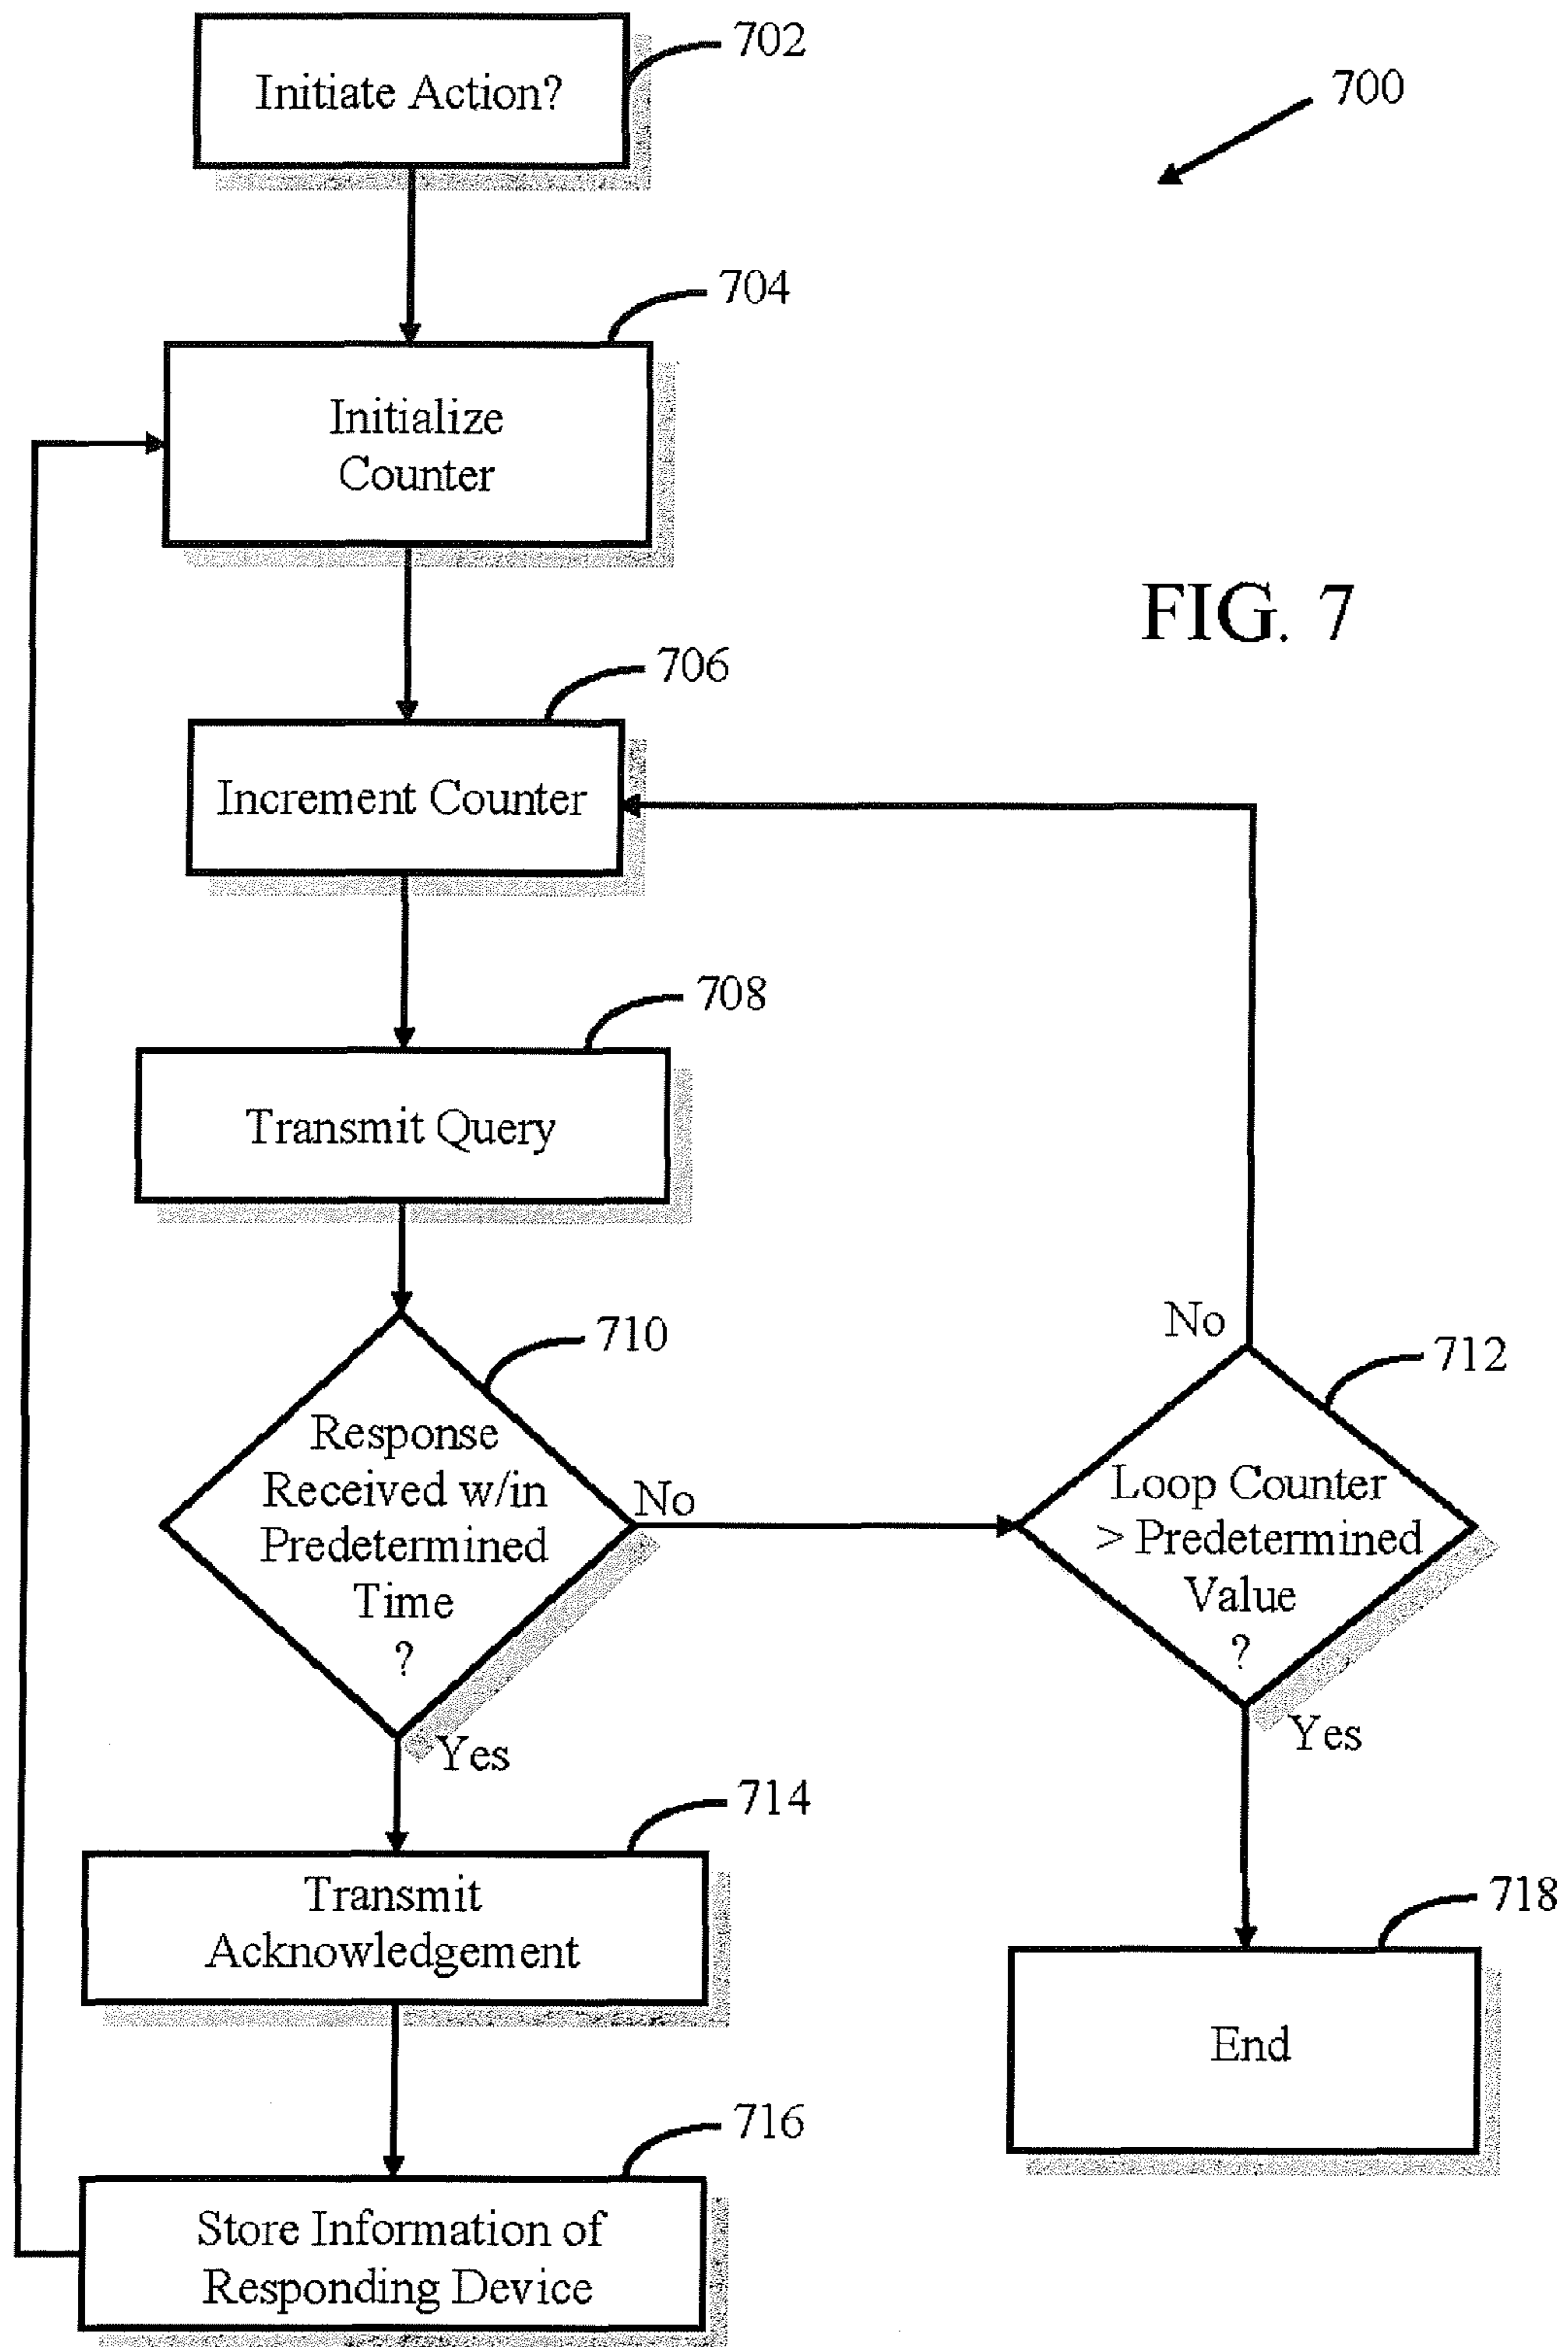 702
Initiate Action?
700
704
Initialize
Counter
FIG. 7
706
Increment Counter
708
Transmit Query
710
Response
Received w/in
Predetermined
Time
?
No
Yes
712
No
Loop Counter
> Predetermined
Value
?
Yes
714
Transmit
Acknowledgement
718
End
716
Store Information of
Responding Device